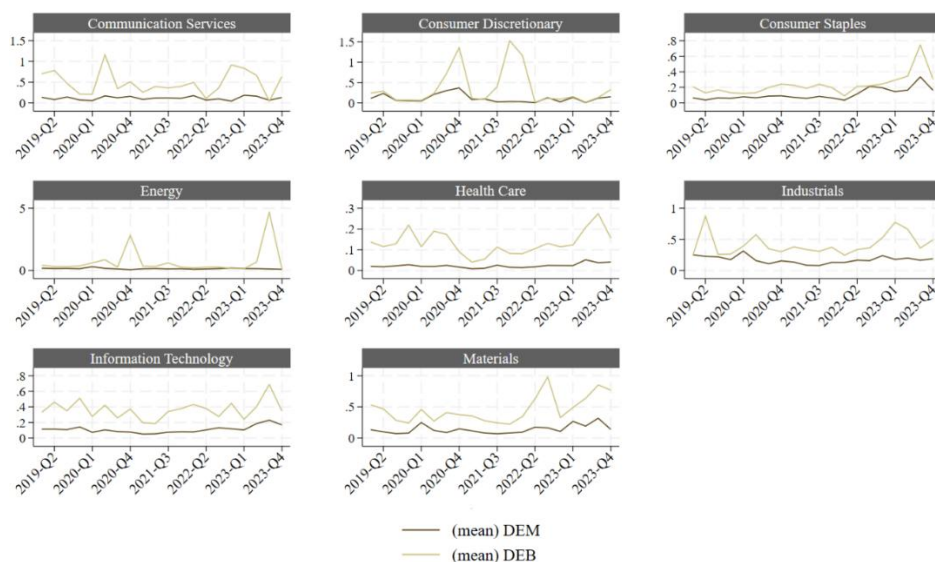 Communication Services
1.5
1
.5
0
2019-Q2
2020-Q1
2020-Q4
2021-Q3
2022-Q2
2023-Q1
2023-Q4
Consumer Discretionary
1.5
1
.5
0
2019-Q2
2020-Q1
2020-Q4
2021-Q3
2022-Q2
2023-Q1
2023-Q4
Consumer Staples
.8
.6
.4
.2
0
2019-Q2
2020-Q1
2020-Q4
2021-Q3
2022-Q2
2023-Q1
2023-Q4
Energy
5
0
2019-Q2
2020-Q1
2020-Q4
2021-Q3
2022-Q2
2023-Q1
2023-Q4
Health Care
.3
.2
.1
0
2019-Q2
2020-Q1
2020-Q4
2021-Q3
2022-Q2
2023-Q1
2023-Q4
Industrials
1
.5
0
2019-Q2
2020-Q1
2020-Q4
2021-Q3
2022-Q2
2023-Q1
2023-Q4
Information Technology
.8
.6
.4
.2
0
2019-Q2
2020-Q1
2020-Q4
2021-Q3
2022-Q2
2023-Q1
2023-Q4
Materials
1
.5
0
2019-Q2
2020-Q1
2020-Q4
2021-Q3
2022-Q2
2023-Q1
2023-Q4
(mean) DEM
(mean) DEB